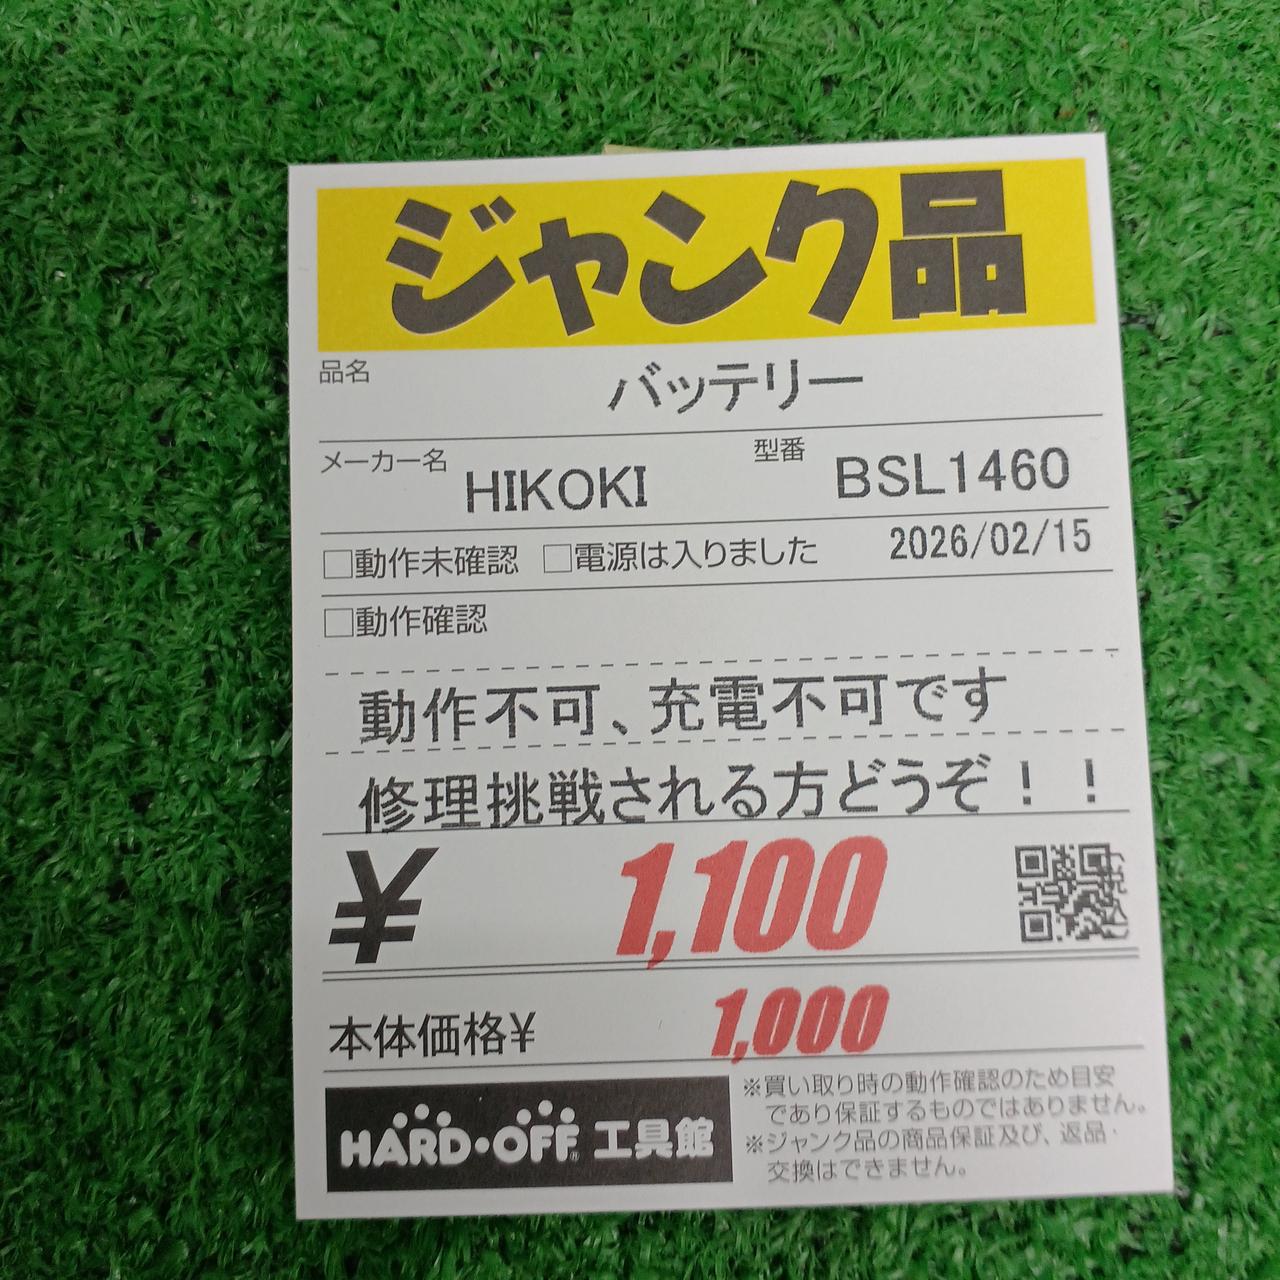 ジャンク品
品名 バッテリー
メーカー名 HIKOKI 型番 BSL1460
□動作未確認 □電源は入りました 2026/02/15
□動作確認
動作不可、充電不可です
修理挑戦される方どうぞ！！
¥ 1,100
本体価格¥ 1,000
HARD・OFF® 工具館
※買い取り時の動作確認のため目安
であり保証するものではありません。
※ジャンク品の商品保証及び、返品・
交換はできません。